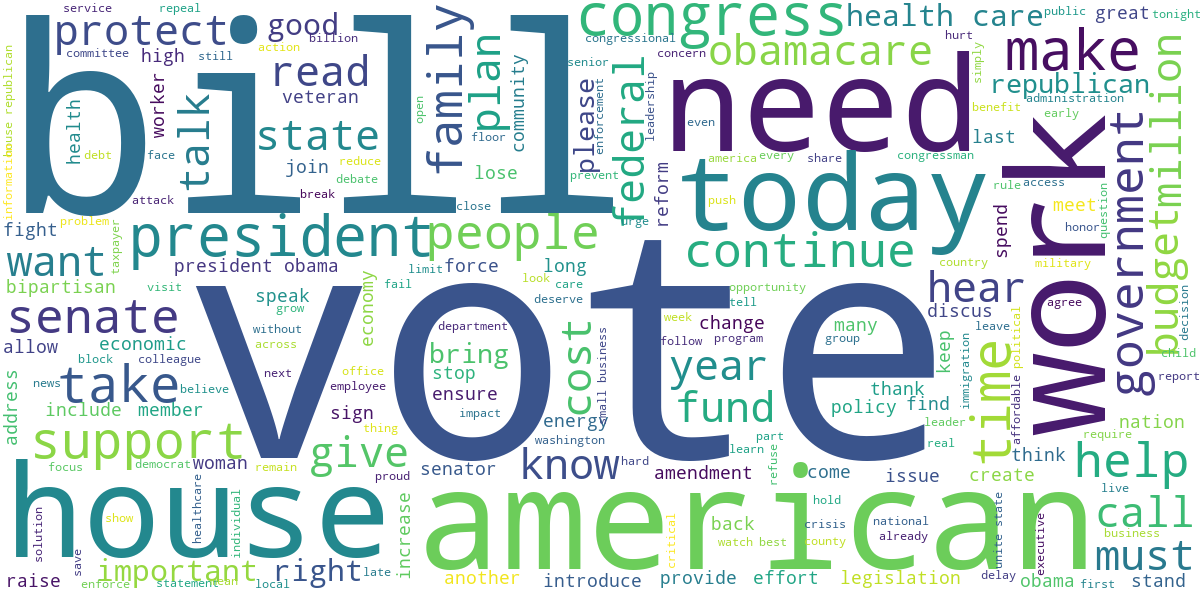 service
repeal
protect
good
billion
congress
health care
public
great
tonight
bill
committee
action
still
high
read
family
plan
congressional
concern
obamacare
hurt
make
simply
senior
federal
leadership
need
republican
budget
million
house republican
information
health
worker
talk
veteran
state
open
community
floor
please
enforcement
even
benefit
administration
early
last
debt
face
join
reduce
debate
lose
prevent
america
every
share
congressman
rule
access
attack
break
close
urge
reform
push
today
work
meet
question
government
problem
fight
taxpayer
president
people
continue
spend
honor
want
president obama
limit
force
long
country
military
bipartisan
visit
economy
fail
look
care
deserve
opportunity
tell
hear
decision
senate
speak
grow
vote
department
week
change
many
discus
agree
leave
political
allow
economic
without
across
cost
small business
follow
program
group
keep
immigration
time
child
report
block
colleague
next
office
bring
stop
year
news
take
believe
employee
ensure
thank
affordable
address
include
member
sign
impact
energy
fund
policy
find
nation
thing
washington
leader
require
support
woman
give
know
hard
learn
part
real
think
help
focus
democrat
remain
proud
senator
amendment
refuse
come
issue
create
live
house
healthcare
individual
increase
american
hold
call
solution
show
critical
back
crisis
national
unite state
executive
business
save
watch
best
county
already
must
important
right
late
raise
enforce
statement
mean
local
another
introduce
provide
effort
legislation
delay
obama
first
stand